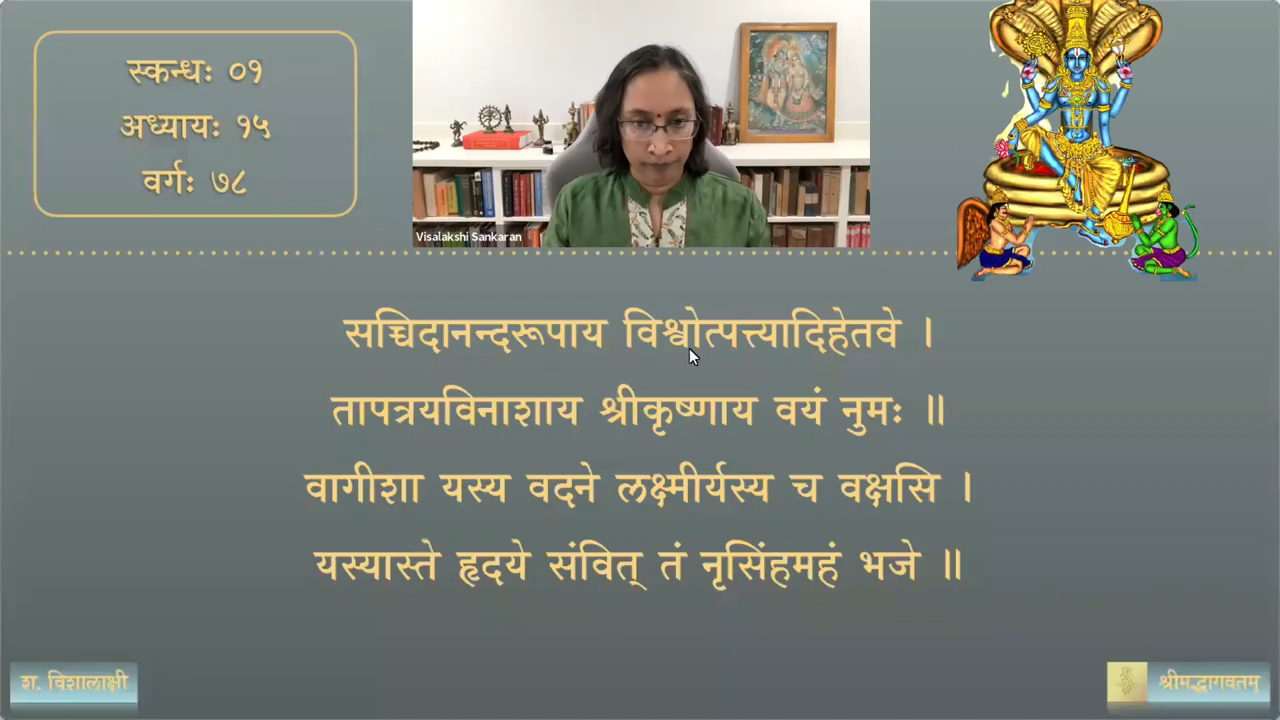 स्कन्धः ०१
अध्यायः १५
वर्गः ७८
Visalakshi Sankaran
सच्चिदानन्दरूपाय विश्वोत्पत्त्यादिहेतवे ।
तापत्रयविनाशाय श्रीकृष्णाय वयं नुमः ॥
वागीशा यस्य वदने लक्ष्मीर्यस्य च वक्षसि ।
यस्यास्ते हृदये संवित् तं नृसिंहमहं भजे ॥
श. विशालाक्षी
श्रीमद्भागवतम्